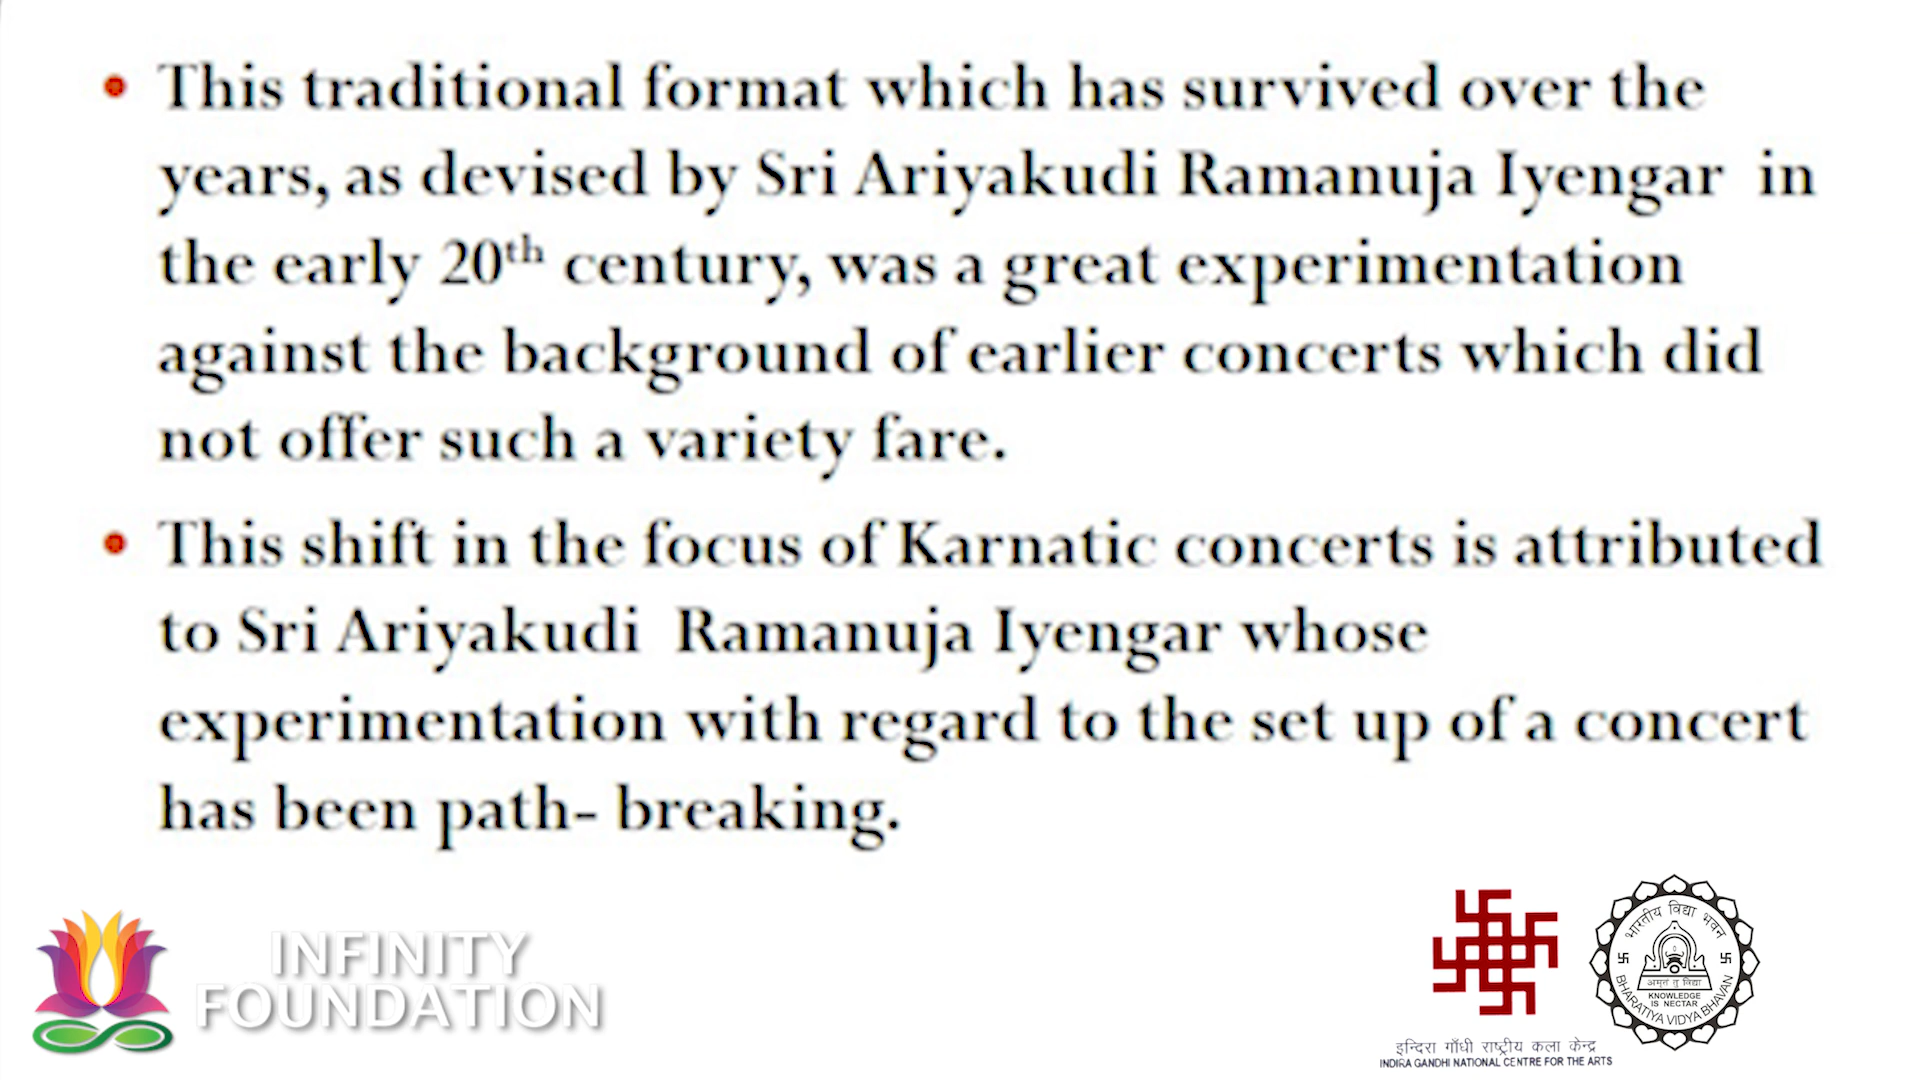 • This traditional format which has survived over the
years, as devised by Sri Ariyakudi Ramanuja Iyengar in
the early 20th century, was a great experimentation
against the background of earlier concerts which did
not offer such a variety fare.
• This shift in the focus of Karnatic concerts is attributed
to Sri Ariyakudi Ramanuja Iyengar whose
experimentation with regard to the set up of a concert
has been path- breaking.
INFINITY
FOUNDATION
इन्दिरा गाँधी राष्ट्रीय कला केन्द्र
INDIRA GANDHI NATIONAL CENTRE FOR THE ARTS
भारतीय विद्या भवन
अमृतं तु विद्या
KNOWLEDGE
IS NECTAR
BHARATIYA VIDYA BHAVAN